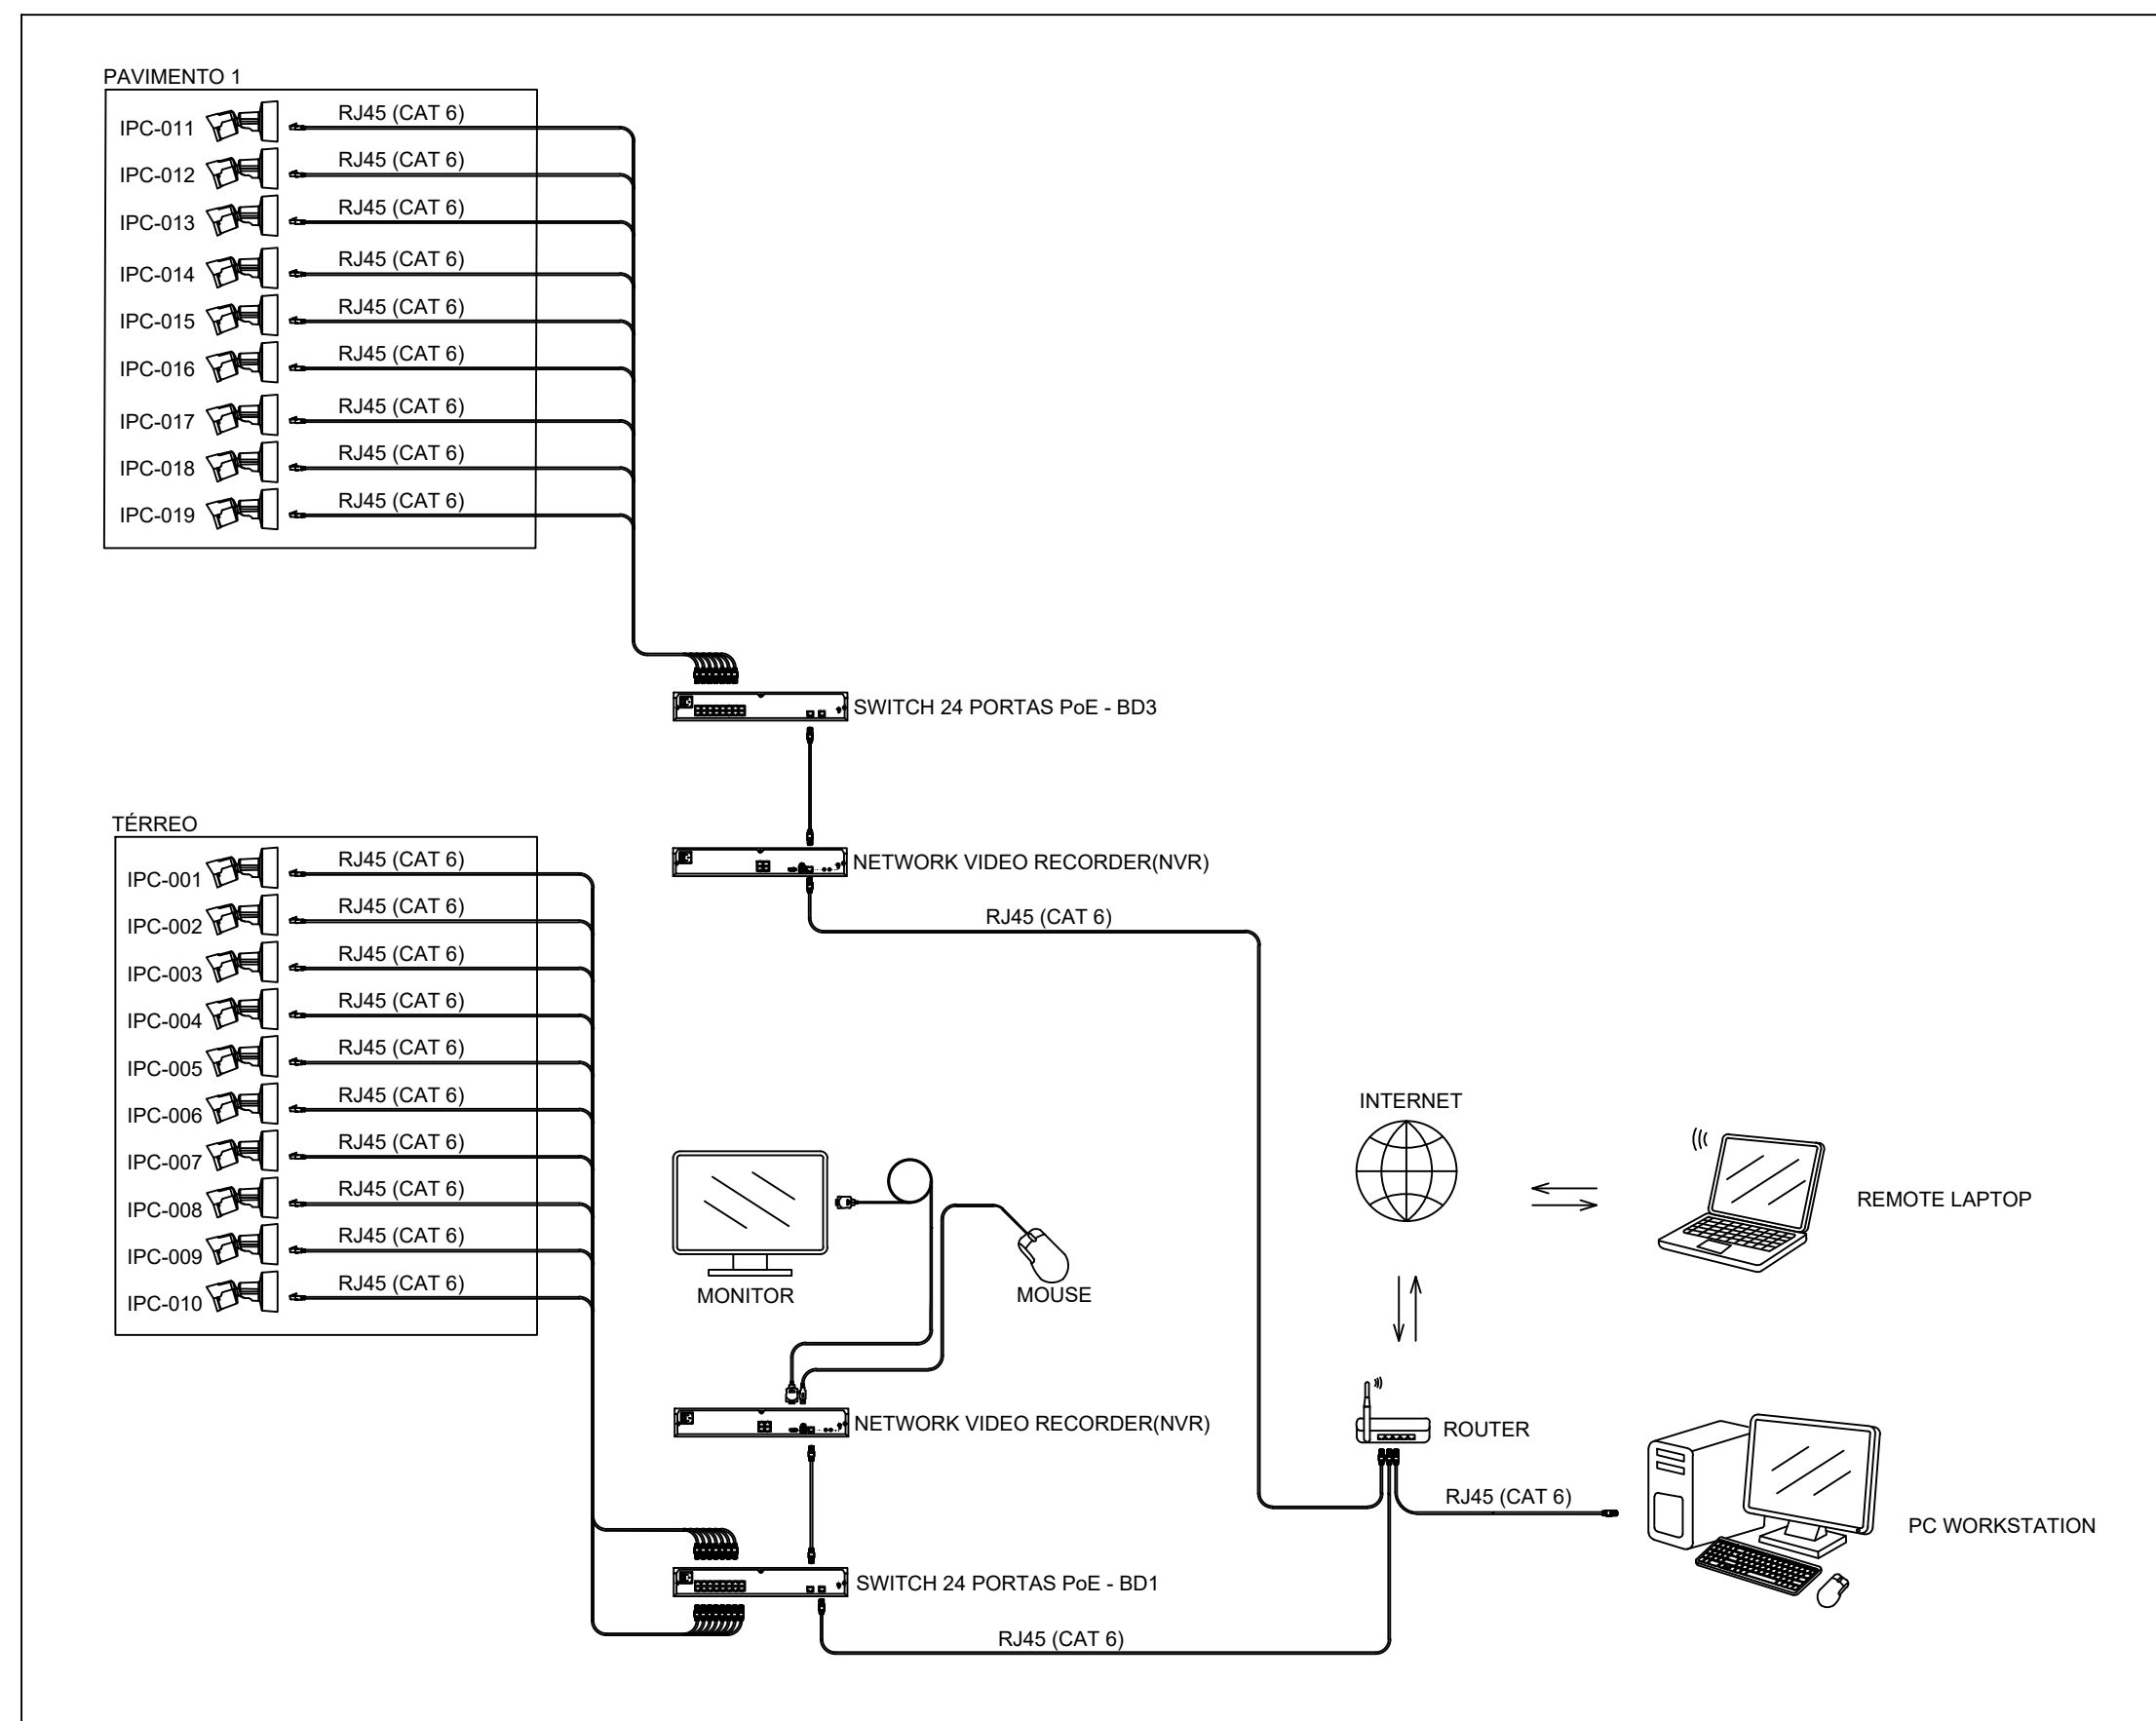 PAVIMENTO 1
IPC-011 RJ45 (CAT 6)
IPC-012 RJ45 (CAT 6)
IPC-013 RJ45 (CAT 6)
IPC-014 RJ45 (CAT 6)
IPC-015 RJ45 (CAT 6)
IPC-016 RJ45 (CAT 6)
IPC-017 RJ45 (CAT 6)
IPC-018 RJ45 (CAT 6)
IPC-019 RJ45 (CAT 6)
SWITCH 24 PORTAS PoE - BD3
NETWORK VIDEO RECORDER(NVR)
RJ45 (CAT 6)
TÉRREO
IPC-001 RJ45 (CAT 6)
IPC-002 RJ45 (CAT 6)
IPC-003 RJ45 (CAT 6)
IPC-004 RJ45 (CAT 6)
IPC-005 RJ45 (CAT 6)
IPC-006 RJ45 (CAT 6)
IPC-007 RJ45 (CAT 6)
IPC-008 RJ45 (CAT 6)
IPC-009 RJ45 (CAT 6)
IPC-010 RJ45 (CAT 6)
MONITOR
MOUSE
INTERNET
REMOTE LAPTOP
NETWORK VIDEO RECORDER(NVR)
ROUTER
RJ45 (CAT 6)
PC WORKSTATION
SWITCH 24 PORTAS PoE - BD1
RJ45 (CAT 6)